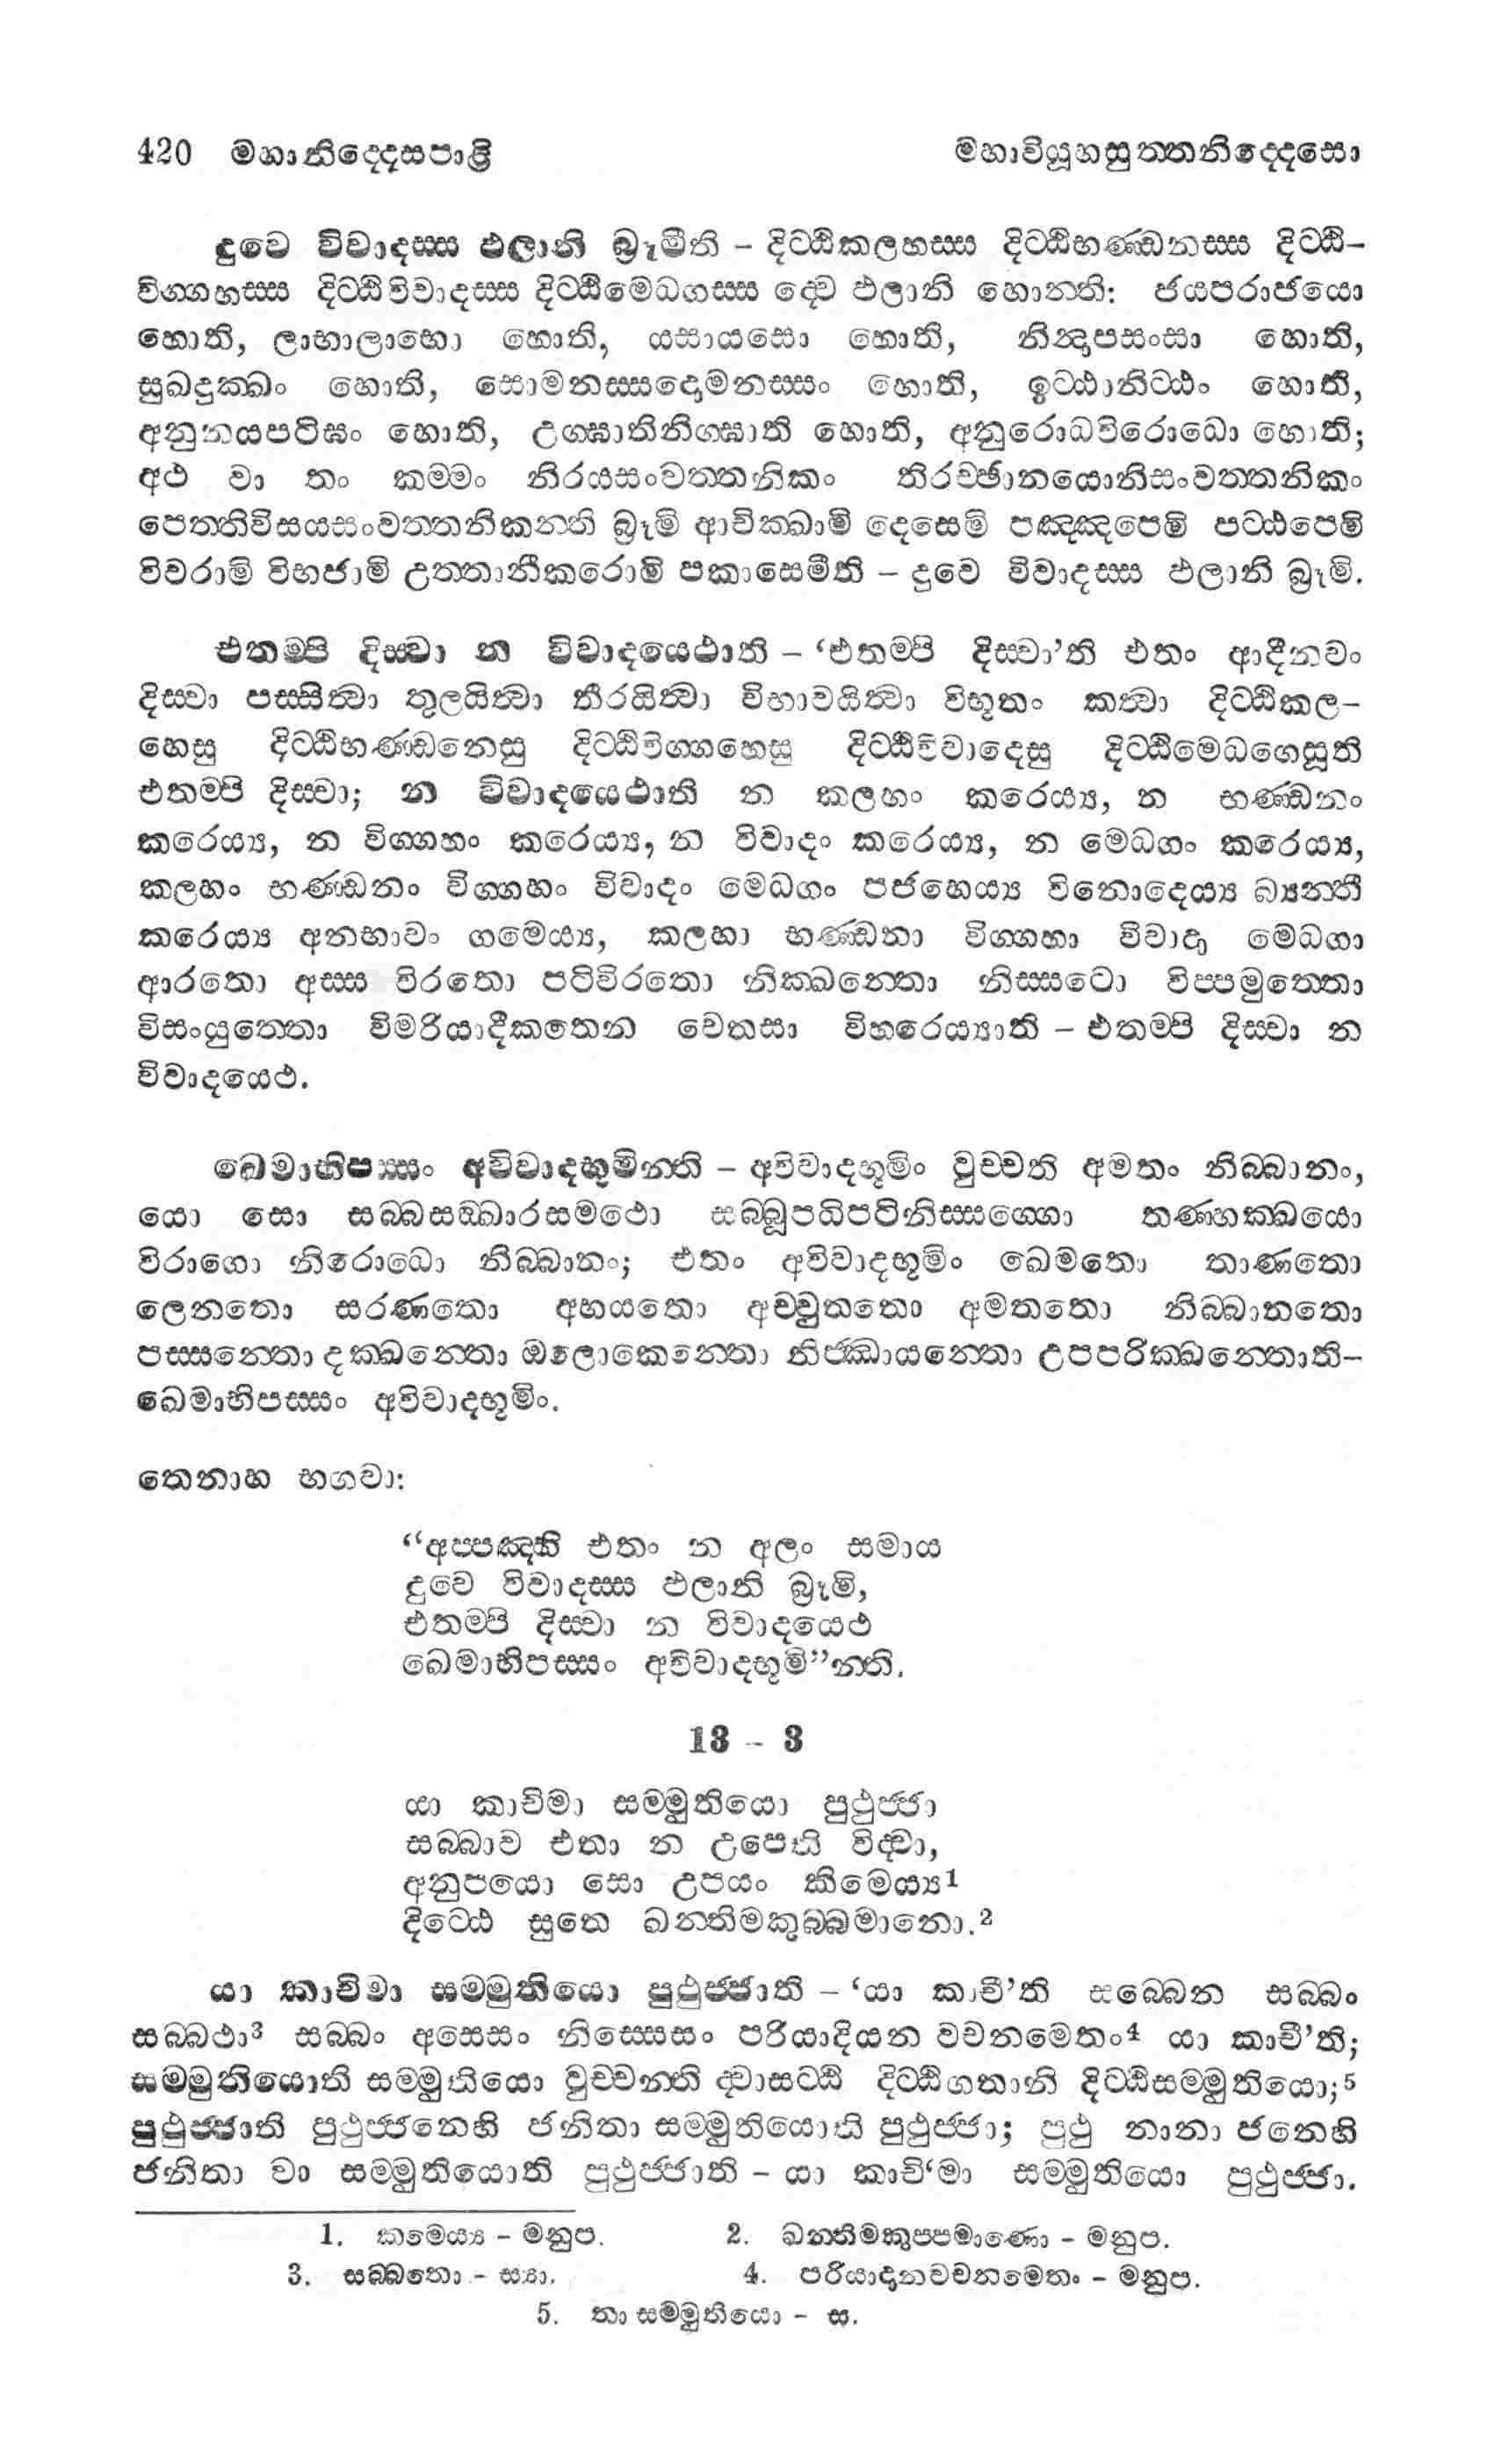 420 මහානිද්දෙසපාළි මහාවියූහසුත්තනිද්දෙසො
දුවෙ විවාදස්ස ඵලානි බ්‍රූමීති – දිට්ඨිකලහස්ස දිට්ඨිභණ්ඩනස්ස දිට්ඨි-
විග්ගහස්ස දිට්ඨිවිවාදස්ස දිට්ඨිමෙධගස්ස ද්වෙ ඵලානි හොන්ති: ජයපරාජයො
හොති, ලාභාලාභො හොති, යසායසො හොති, නින්දාපසංසා හොති,
සුඛදුක්ඛං හොති, සොමනස්සදොමනස්සං හොති, ඉට්ඨානිට්ඨං හොති,
අනුනයපටිඝං හොති, උග්ඝාතිනිග්ඝාති හොති, අනුරොධවිරොධො හොති;
අථ වා තං කම්මං නිරයසංවත්තනිකං තිරච්ඡානයොනිසංවත්තනිකං
පෙත්තිවිසයසංවත්තනිකන්ති බ්‍රූමි ආචික්ඛාමි දෙසෙමි පඤ්ඤපෙමි පට්ඨපෙමි
විවරාමි විභජාමි උත්තානීකරොමි පකාසෙමීති – දුවෙ විවාදස්ස ඵලානි බ්‍රූමි.
එතම්පි දිස්වා න විවාදයෙථාති – ‘එතම්පි දිස්වා’ති එතං ආදීනවං
දිස්වා පස්සිත්වා තුලයිත්වා තීරයිත්වා විභාවයිත්වා විභූතං කත්වා දිට්ඨිකල-
හෙසු දිට්ඨිභණ්ඩනෙසු දිට්ඨිවිග්ගහෙසු දිට්ඨිවිවාදෙසු දිට්ඨිමෙධගෙසූති
එතම්පි දිස්වා; න විවාදයෙථාති න කලහං කරෙය්‍ය, න භණ්ඩනං
කරෙය්‍ය, න විග්ගහං කරෙය්‍ය, න විවාදං කරෙය්‍ය, න මෙධගං කරෙය්‍ය,
කලහං භණ්ඩනං විග්ගහං විවාදං මෙධගං පජහෙය්‍ය විනොදෙය්‍ය බ්‍යන්තී
කරෙය්‍ය අනභාවං ගමෙය්‍ය, කලහා භණ්ඩනා විග්ගහා විවාදා මෙධගා
ආරතො අස්ස විරතො පටිවිරතො නික්ඛන්තො නිස්සටො විප්පමුත්තො
විසංයුත්තො විමරියාදීකතෙන චෙතසා විහරෙය්‍යාති – එතම්පි දිස්වා න
විවාදයෙථ.
ඛෙමාභිපස්සං අවිවාදභූමින්ති – අවිවාදභූමිං වුච්චති අමතං නිබ්බානං,
යො සො සබ්බසඞ්ඛාරසමථො සබ්බූපධිපටිනිස්සග්ගො තණ්හක්ඛයො
විරාගො නිරොධො නිබ්බානං; එතං අවිවාදභූමිං ඛෙමතො තාණතො
ලෙනතො සරණතො අභයතො අච්චුතතො අමතතො නිබ්බානතො
පස්සන්තො දක්ඛන්තො ඔලොකෙන්තො නිජ්ඣායන්තො උපපරික්ඛන්තොති–
ඛෙමාභිපස්සං අවිවාදභූමිං.
තෙනාහ භගවා:
“අප්පඤ්හි එතං න අලං සමාය
දුවෙ විවාදස්ස ඵලානි බ්‍රූමි,
එතම්පි දිස්වා න විවාදයෙථ
ඛෙමාභිපස්සං අවිවාදභූමි”න්ති.
13 – 3
යා කාචිමා සම්මුතියො පුථුජ්ජා
සබ්බාව එතා න උපෙති විද්වා,
අනුපයො සො උපයං කිමෙය්‍ය¹
දිට්ඨෙ සුතෙ ඛන්තිමකුබ්බමානො.²
යා කාචිමා සම්මුතියො පුථුජ්ජාති – ‘යා කාචී’ති සබ්බෙන සබ්බං
සබ්බථා³ සබ්බං අසෙසං නිස්සෙසං පරියාදියන වචනමෙතං⁴ යා කාචී’ති;
සම්මුතියොති සම්මුතියො වුච්චන්ති ද්වාසට්ඨි දිට්ඨිගතානි දිට්ඨිසම්මුතියො;⁵
පුථුජ්ජාති පුථුජ්ජනෙහි ජනිතා සම්මුතියොති පුථුජ්ජා; පුථු නානා ජනෙහි
ජනිතා වා සම්මුතියොති පුථුජ්ජාති – යා කාචි‘මා සම්මුතියො පුථුජ්ජා.
1. කමෙය්‍ය – මනුප. 2. ඛන්තිමකුප්පමාණො – මනුප.
3. සබ්බතො – ස්‍යා. 4. පරියාදානවචනමෙතං – මනුප.
5. තා සම්මුතියො – ස.